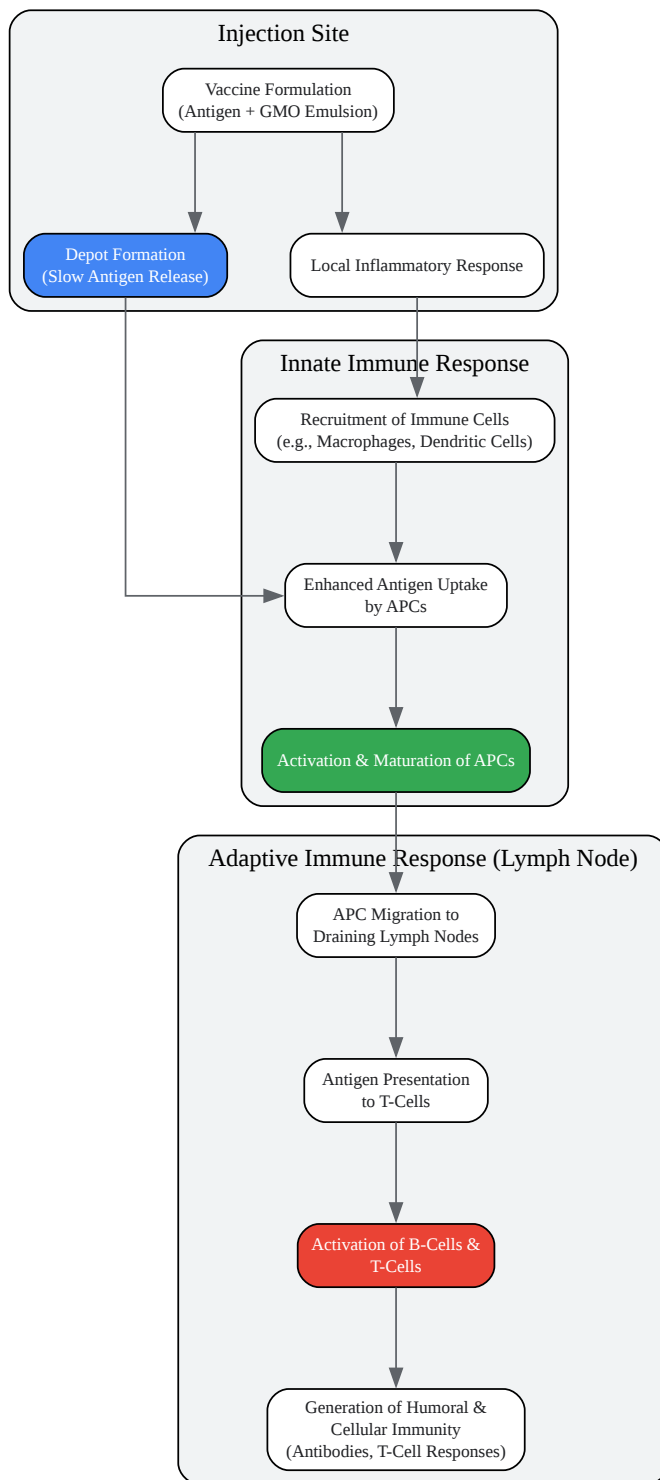 Injection Site
Vaccine Formulation
(Antigen + GMO Emulsion)
Depot Formation
(Slow Antigen Release)
Local Inflammatory Response
Innate Immune Response
Recruitment of Immune Cells
(e.g., Macrophages, Dendritic Cells)
Enhanced Antigen Uptake
by APCs
Activation & Maturation of APCs
Adaptive Immune Response (Lymph Node)
APC Migration to
Draining Lymph Nodes
Antigen Presentation
to T-Cells
Activation of B-Cells &
T-Cells
Generation of Humoral &
Cellular Immunity
(Antibodies, T-Cell Responses)